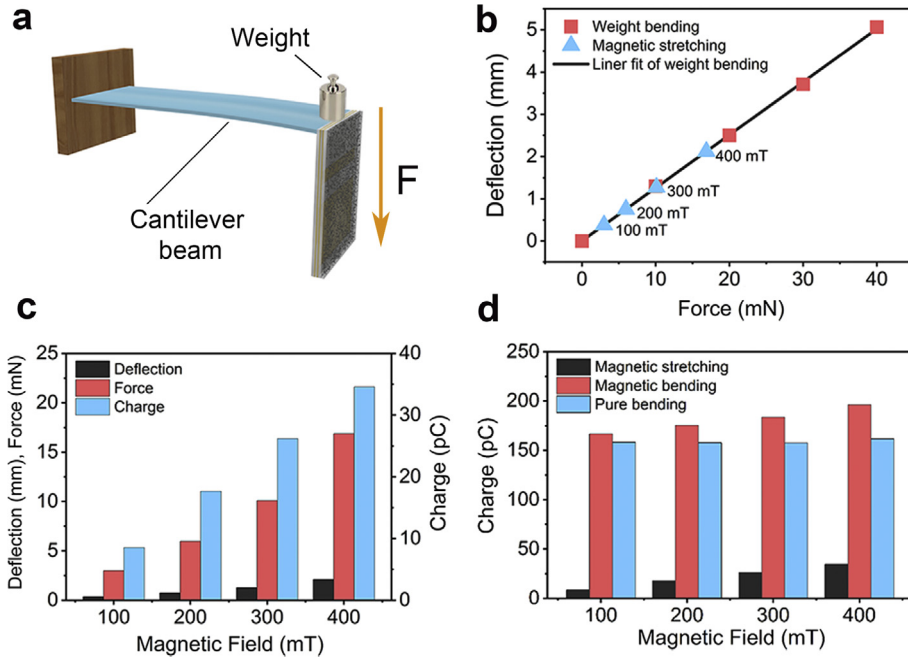 a
Weight
Cantilever
beam
F
b
Deflection (mm)
5
4
3
2
1
0
Weight bending
Magnetic stretching
Liner fit of weight bending
400 mT
300 mT
200 mT
100 mT
0 10 20 30 40
Force (mN)
c
Deflection (mm), Force (mN)
25
20
15
10
5
0
Deflection
Force
Charge
40
30
20
10
0
Charge (pC)
100 200 300 400
Magnetic Field (mT)
d
Charge (pC)
250
200
150
100
50
0
Magnetic stretching
Magnetic bending
Pure bending
100 200 300 400
Magnetic Field (mT)